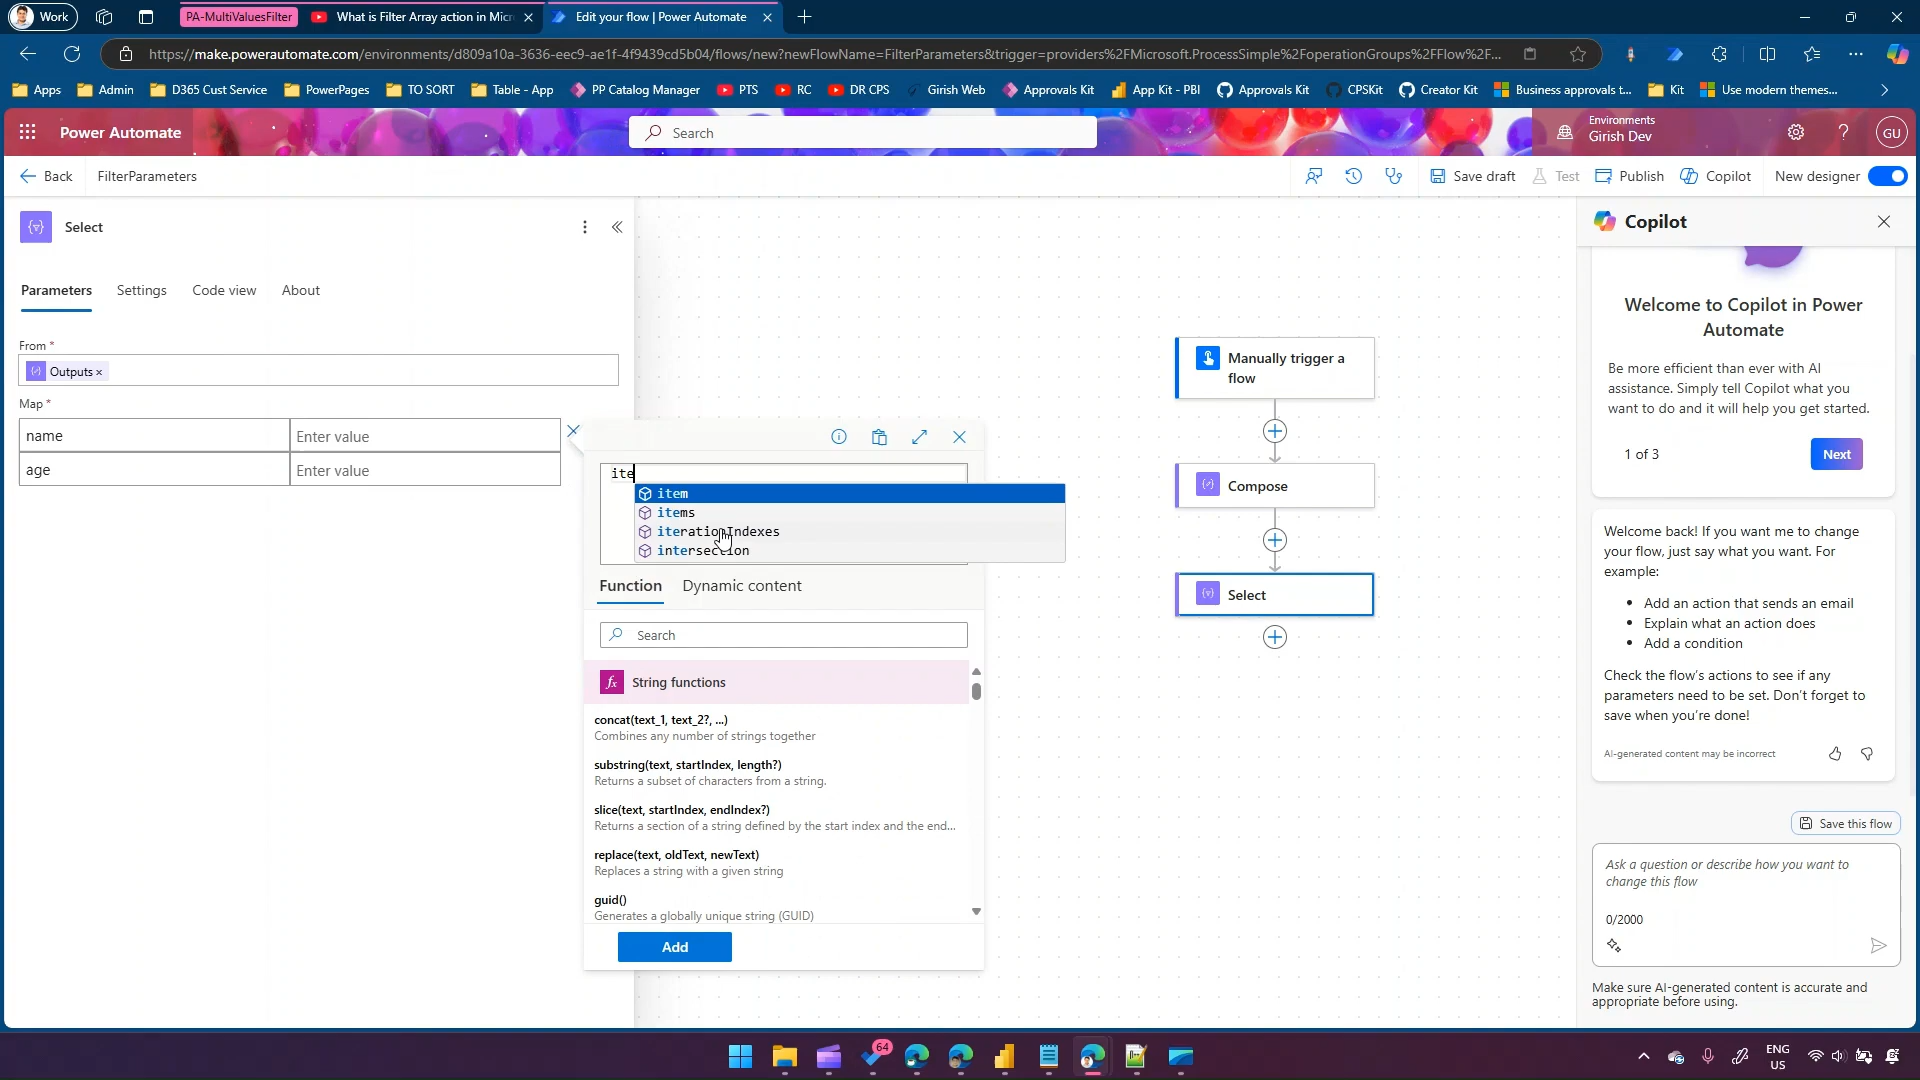 Work
PA-MultiValuesFilter
What is Filter Array action in Micr
Edit your flow | Power Automate
https://make.powerautomate.com/environments/d809a10a-3636-eec9-ae1f-4f9439cd5b04/flows/new?newFlowName=FilterParameters&trigger=providers%2FMicrosoft.ProcessSimple%2FoperationGroups%2FFlow%2F...
Apps
Admin
D365 Cust Service
PowerPages
TO SORT
Table - App
PP Catalog Manager
PTS
RC
DR CPS
Girish Web
Approvals Kit
App Kit - PBI
Approvals Kit
CPSKit
Creator Kit
Business approvals t...
Kit
Use modern themes...
Power Automate
Search
Environments
Girish Dev
GU
Back
FilterParameters
Save draft
Test
Publish
Copilot
New designer
Select
Parameters
Settings
Code view
About
From *
Outputs ×
Map *
name
Enter value
age
Enter value
ite
item
items
iterationIndexes
intersection
Function
Dynamic content
Search
fx String functions
concat(text_1, text_2?, ...)
Combines any number of strings together
substring(text, startIndex, length?)
Returns a subset of characters from a string.
slice(text, startIndex, endIndex?)
Returns a section of a string defined by the start index and the end...
replace(text, oldText, newText)
Replaces a string with a given string
guid()
Generates a globally unique string (GUID)
Add
Manually trigger a
flow
Compose
Select
Copilot
Welcome to Copilot in Power
Automate
Be more efficient than ever with AI
assistance. Simply tell Copilot what you
want to do and it will help you get started.
1 of 3
Next
Welcome back! If you want me to change
your flow, just say what you want. For
example:
• Add an action that sends an email
• Explain what an action does
• Add a condition
Check the flow's actions to see if any
parameters need to be set. Don't forget to
save when you're done!
AI-generated content may be incorrect
Save this flow
Ask a question or describe how you want to
change this flow
0/2000
Make sure AI-generated content is accurate and
appropriate before using.
64
ENG
US